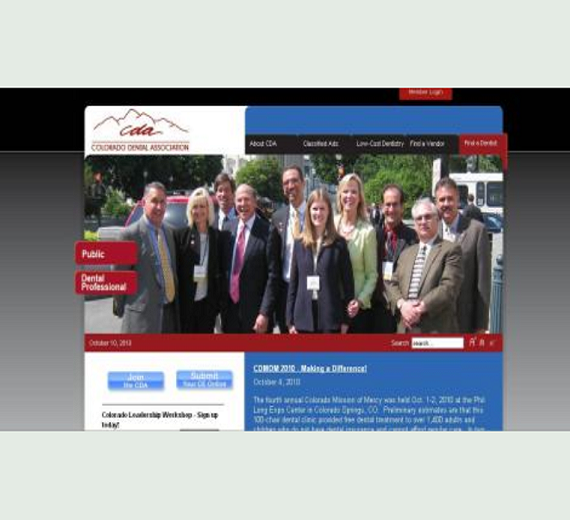 Member Login
cda
COLORADO DENTAL ASSOCIATION
About CDA Classified Ads Low-Cost Dentistry Find a Vendor Find a Dentist
Public
Dental
Professional
October 10, 2010 Search search...
Join
the CDA
Submit
Your CE Online
Colorado Leadership Workshop - Sign up
today!
COMOM 2010 Making a Difference!
October 4, 2010
The fourth annual Colorado Mission of Mercy was held Oct. 1-2, 2010 at the Phil
Long Expo Center in Colorado Springs, CO. Preliminary estimates are that this
100-chair dental clinic provided free dental treatment to over 1,400 adults and
children who do not have dental insurance and cannot afford